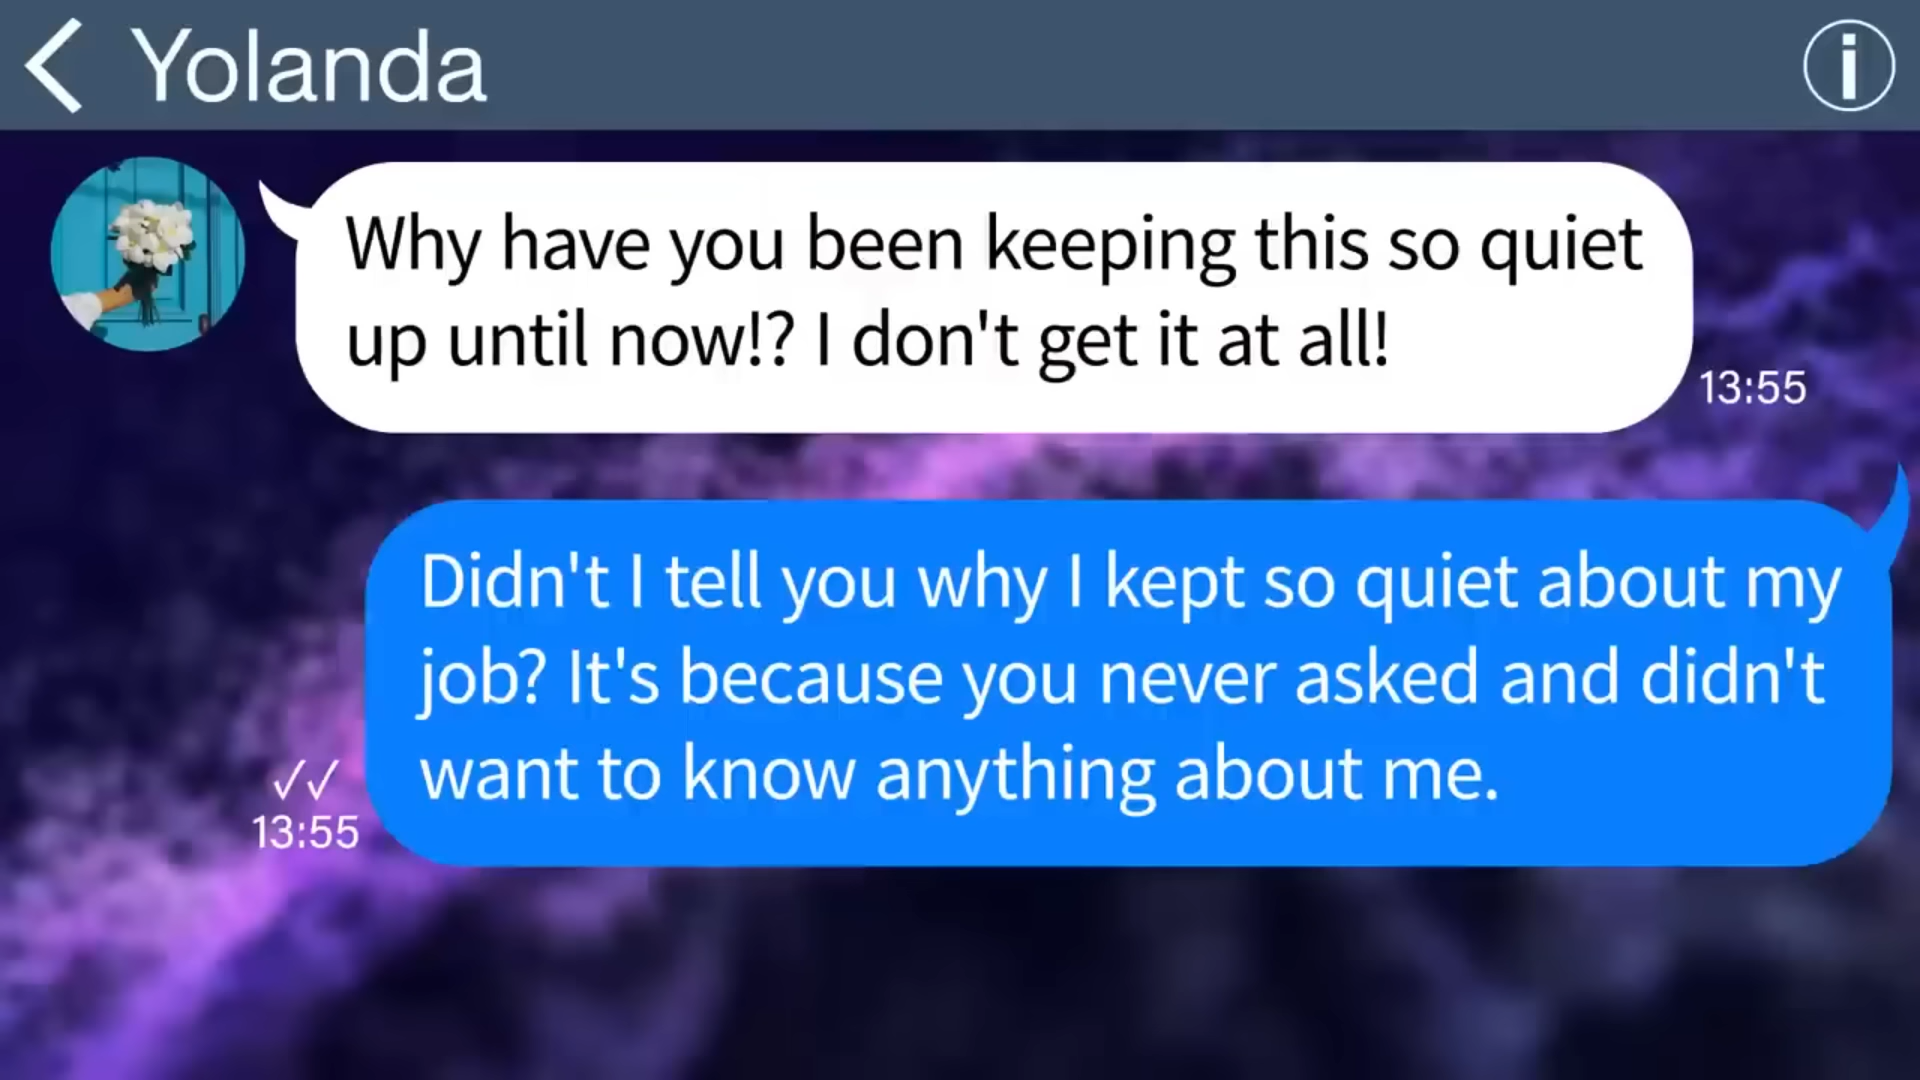 Yolanda
Why have you been keeping this so quiet
up until now!? I don't get it at all!
13:55
Didn't I tell you why I kept so quiet about my
job? It's because you never asked and didn't
want to know anything about me.
13:55